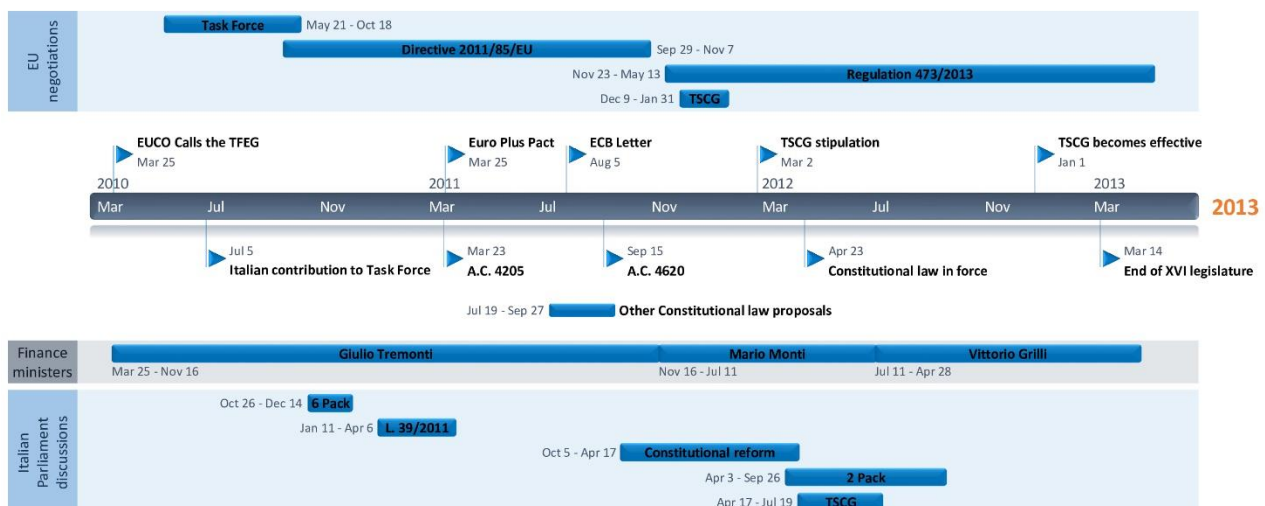 EU
negotiations
Task Force May 21 - Oct 18
Directive 2011/85/EU Sep 29 - Nov 7
Nov 23 - May 13 Regulation 473/2013
Dec 9 - Jan 31 TSCG
EUCO Calls the TFEG
Mar 25
Euro Plus Pact
Mar 25
ECB Letter
Aug 5
TSCG stipulation
Mar 2
TSCG becomes effective
Jan 1
2010 2011 2012 2013
Mar Jul Nov Mar Jul Nov Mar Jul Nov Mar 2013
Jul 5
Italian contribution to Task Force
Mar 23
A.C. 4205
Sep 15
A.C. 4620
Apr 23
Constitutional law in force
Mar 14
End of XVI legislature
Jul 19 - Sep 27 Other Constitutional law proposals
Finance
ministers
Giulio Tremonti Mario Monti Vittorio Grilli
Mar 25 - Nov 16 Nov 16 - Jul 11 Jul 11 - Apr 28
Italian
Parliament
discussions
Oct 26 - Dec 14 6 Pack
Jan 11 - Apr 6 L. 39/2011
Oct 5 - Apr 17 Constitutional reform
Apr 3 - Sep 26 2 Pack
Apr 17 - Jul 19 TSCG